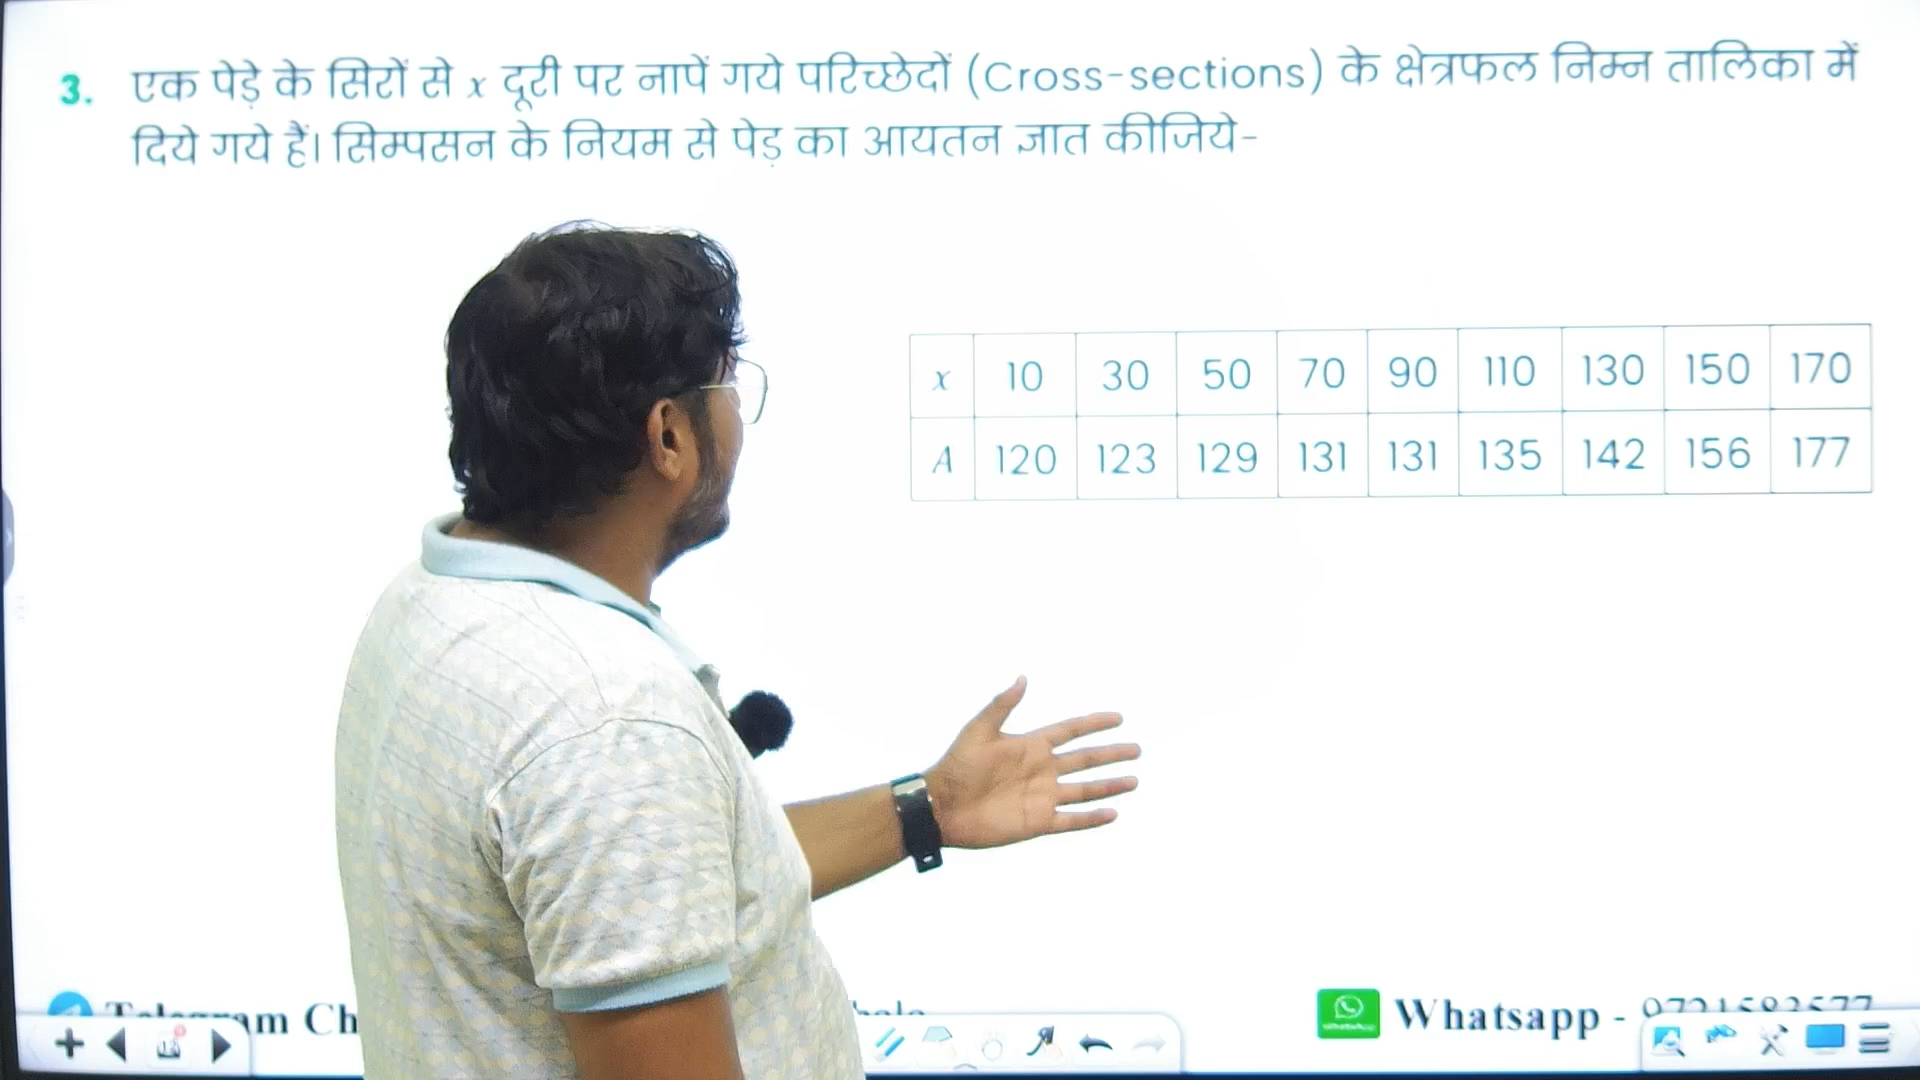 3. एक पेड़े के सिरों से x दूरी पर नापें गये परिच्छेदों (Cross-sections) के क्षेत्रफल निम्न तालिका में
दिये गये हैं। सिम्पसन के नियम से पेड़ का आयतन ज्ञात कीजिये-
x 10 30 50 70 90 110 130 150 170
A 120 123 129 131 131 135 142 156 177
Whatsapp -